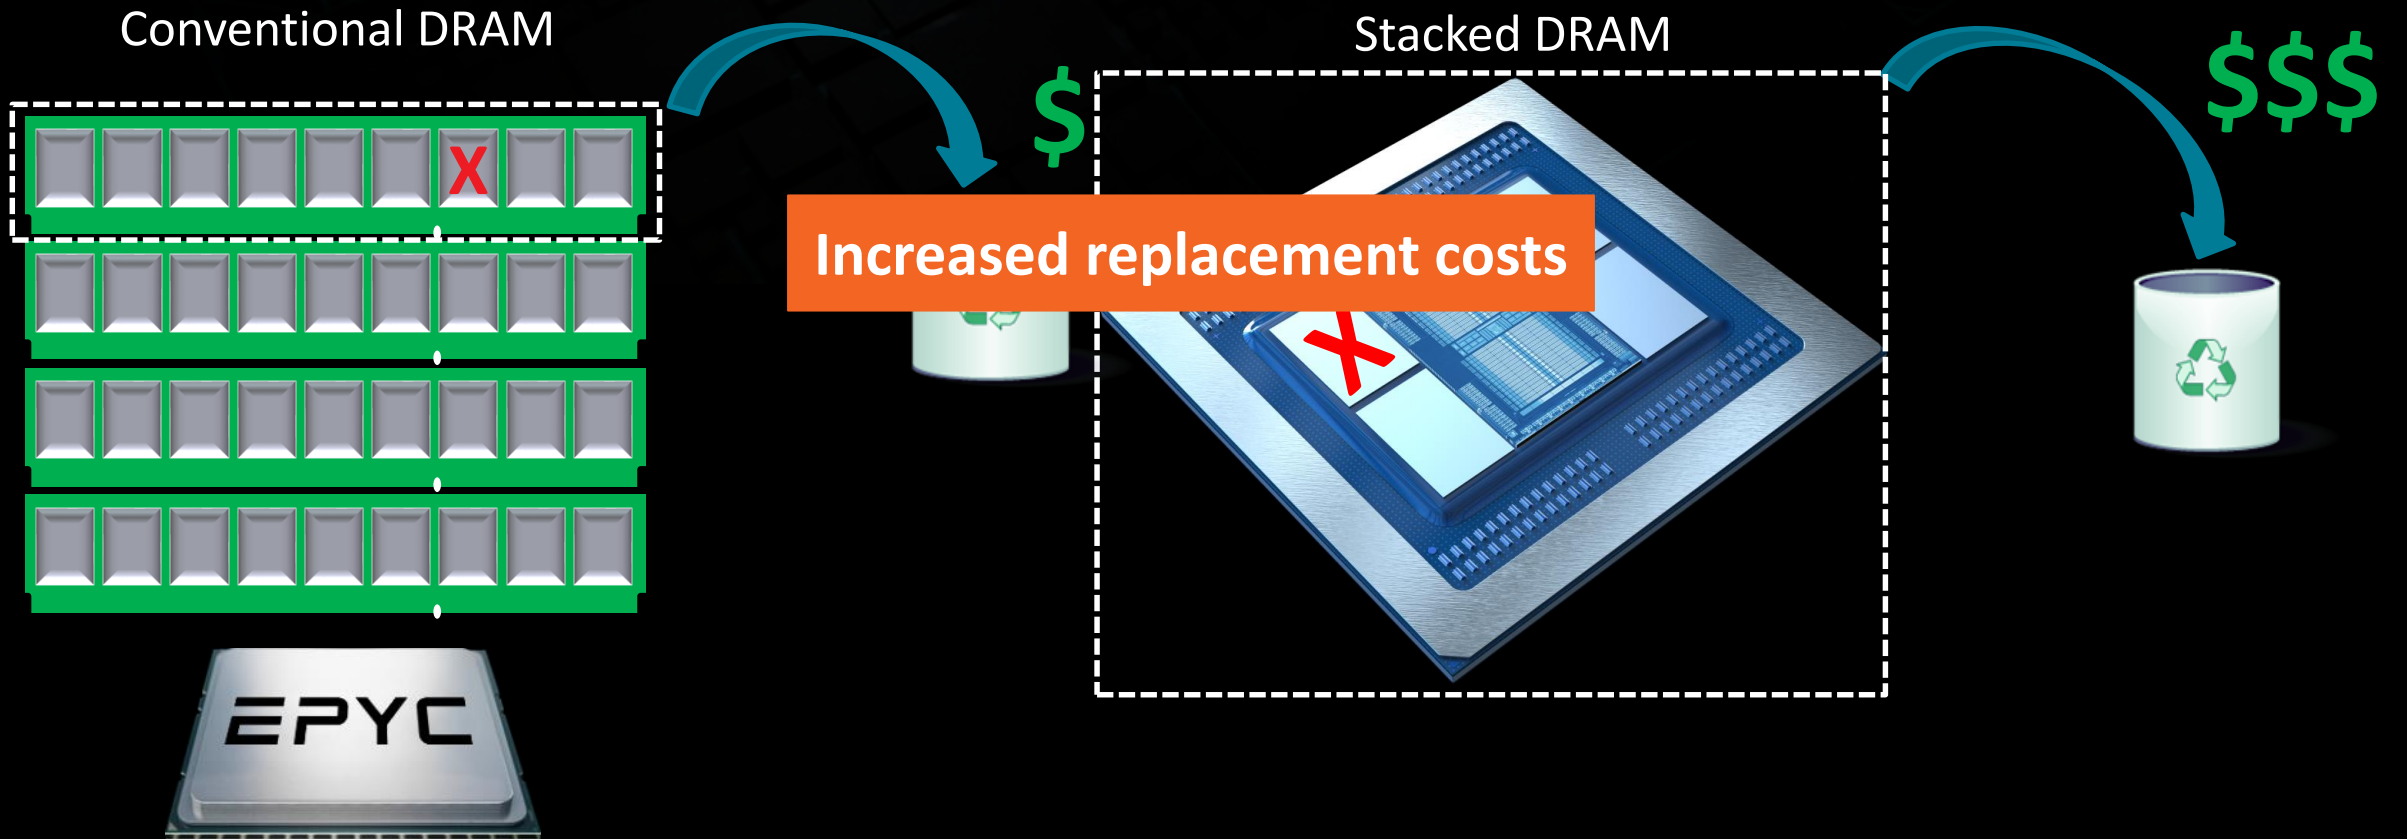 Conventional DRAM
Stacked DRAM
$
$$$
X
Increased replacement costs
X
EPYC